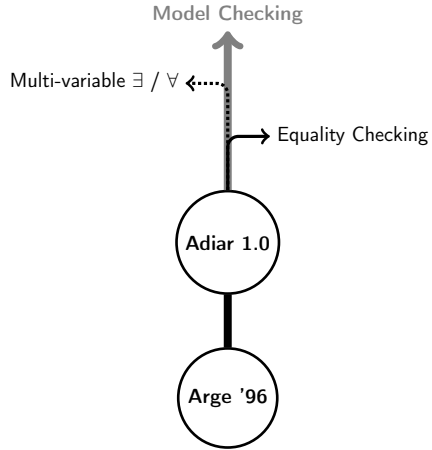 Model Checking
Multi-variable ∃ / ∀
Equality Checking
Adiar 1.0
Arge '96